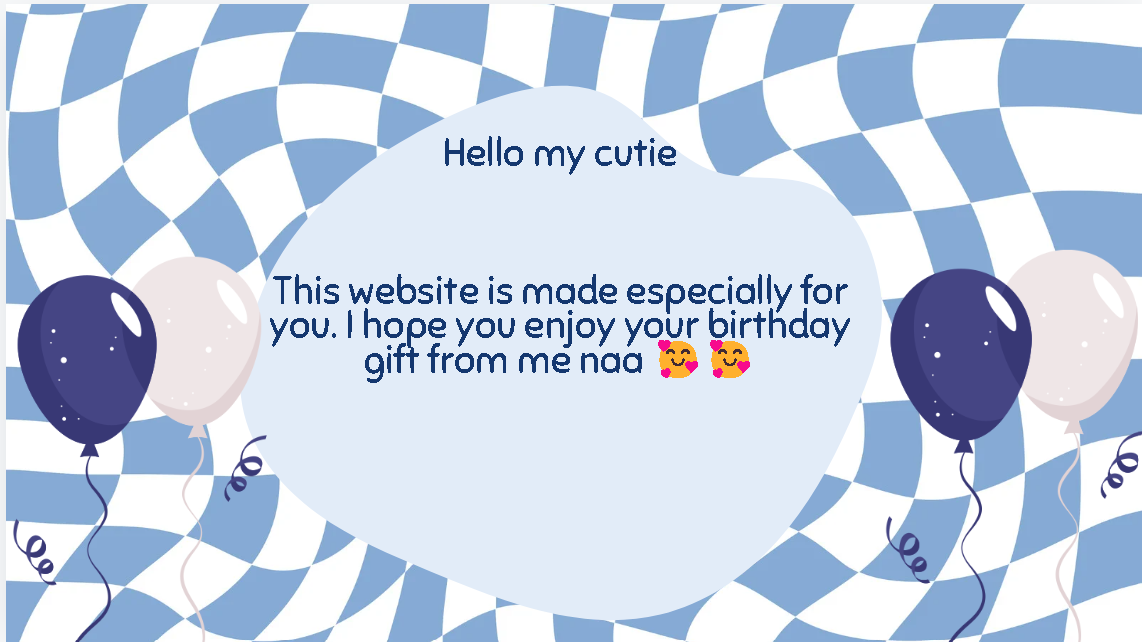 Hello my cutie
This website is made especially for
you. I hope you enjoy your birthday
gift from me naa 🥰 🥰